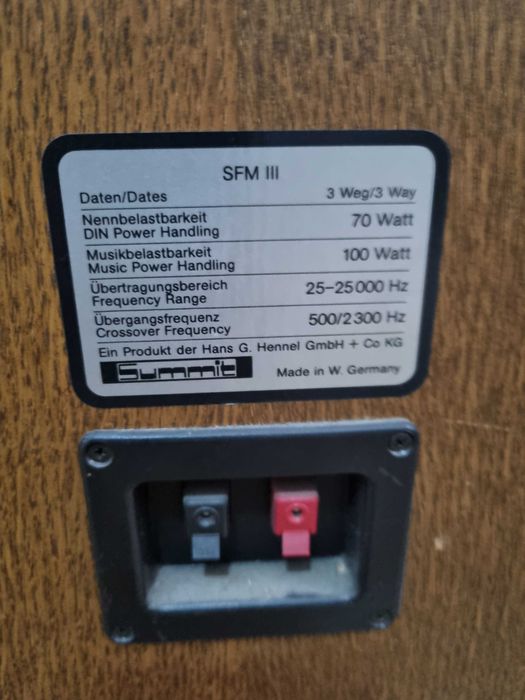 SFM III
Daten/Dates 3 Weg/3 Way
Nennbelastbarkeit
DIN Power Handling 70 Watt
Musikbelastbarkeit
Music Power Handling 100 Watt
Übertragungsbereich
Frequency Range 25-25000 Hz
Übergangsfrequenz
Crossover Frequency 500/2300 Hz
Ein Produkt der Hans G. Hennel GmbH + Co KG
Summit Made in W. Germany